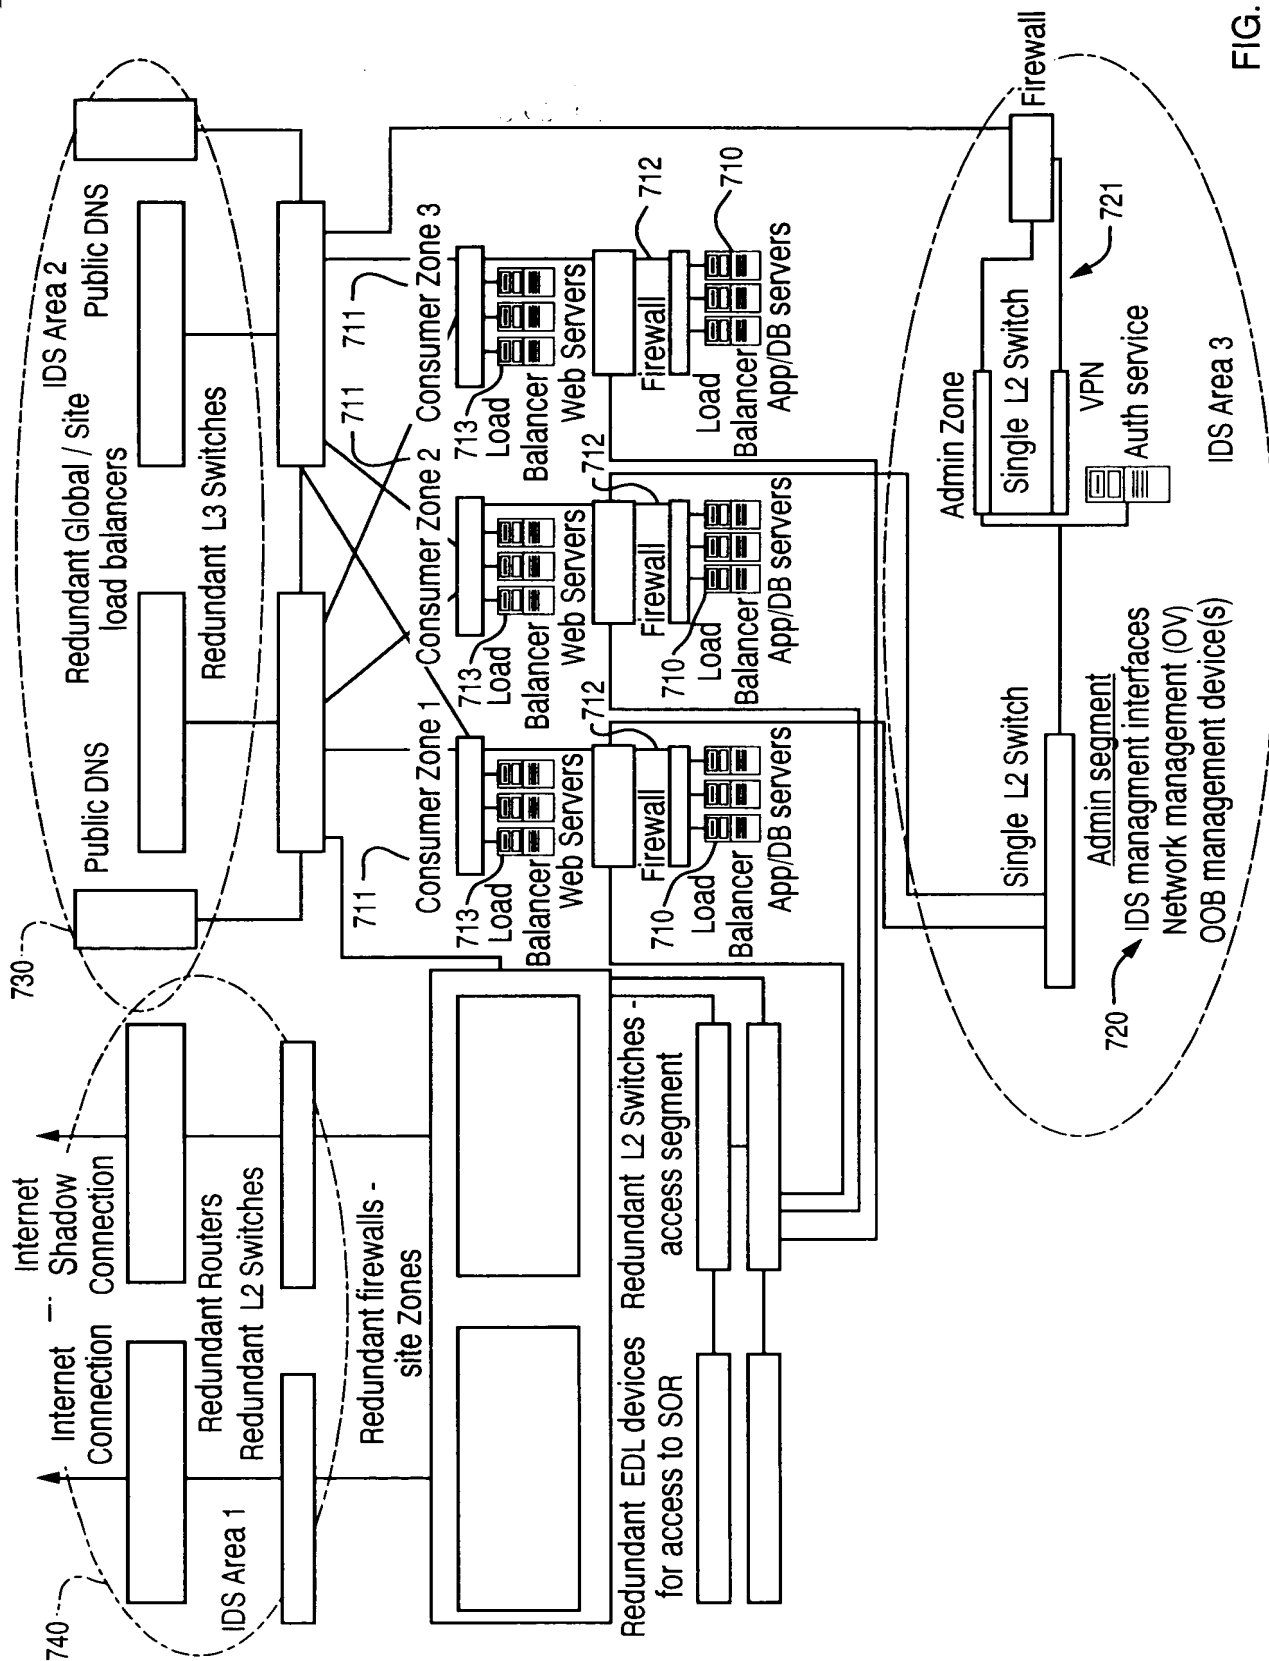 740
Internet
Connection
Internet
Shadow
Connection
Redundant Routers
Redundant L2 Switches
IDS Area 1
Redundant firewalls -
site Zones
Redundant EDL devices
for access to SOR
Redundant L2 Switches -
access segment
730
IDS Area 2
Public DNS
Public DNS
Redundant Global / Site
load balancers
Redundant L3 Switches
711
Consumer Zone 1
713
Load
Balancer
Web Servers
712
Firewall
710
Load
Balancer
App/DB servers
711
Consumer Zone 2
713
Load
Balancer
Web Servers
712
Firewall
710
Load
Balancer
App/DB servers
711
Consumer Zone 3
713
Load
Balancer
Web Servers
712
Firewall
710
Load
Balancer
App/DB servers
Single L2 Switch
Admin segment
720
IDS managment interfaces
Network management (OV)
OOB management device(s)
Admin Zone
Single L2 Switch
VPN
Auth service
721
Firewall
IDS Area 3
FIG.